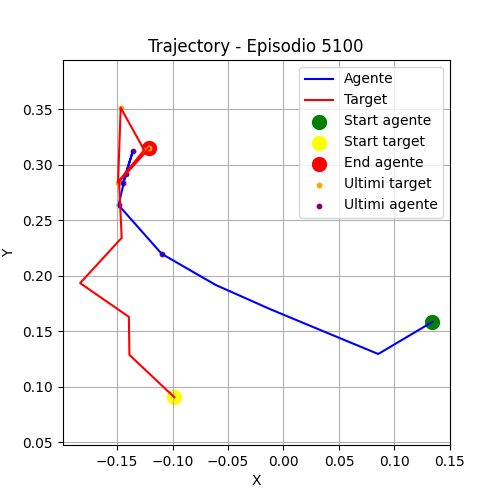 Trajectory - Episodio 5100
Agente
Target
Start agente
Start target
End agente
Ultimi target
Ultimi agente
Y
0.35
0.30
0.25
0.20
0.15
0.10
0.05
−0.15
−0.10
−0.05
0.00
0.05
0.10
0.15
X